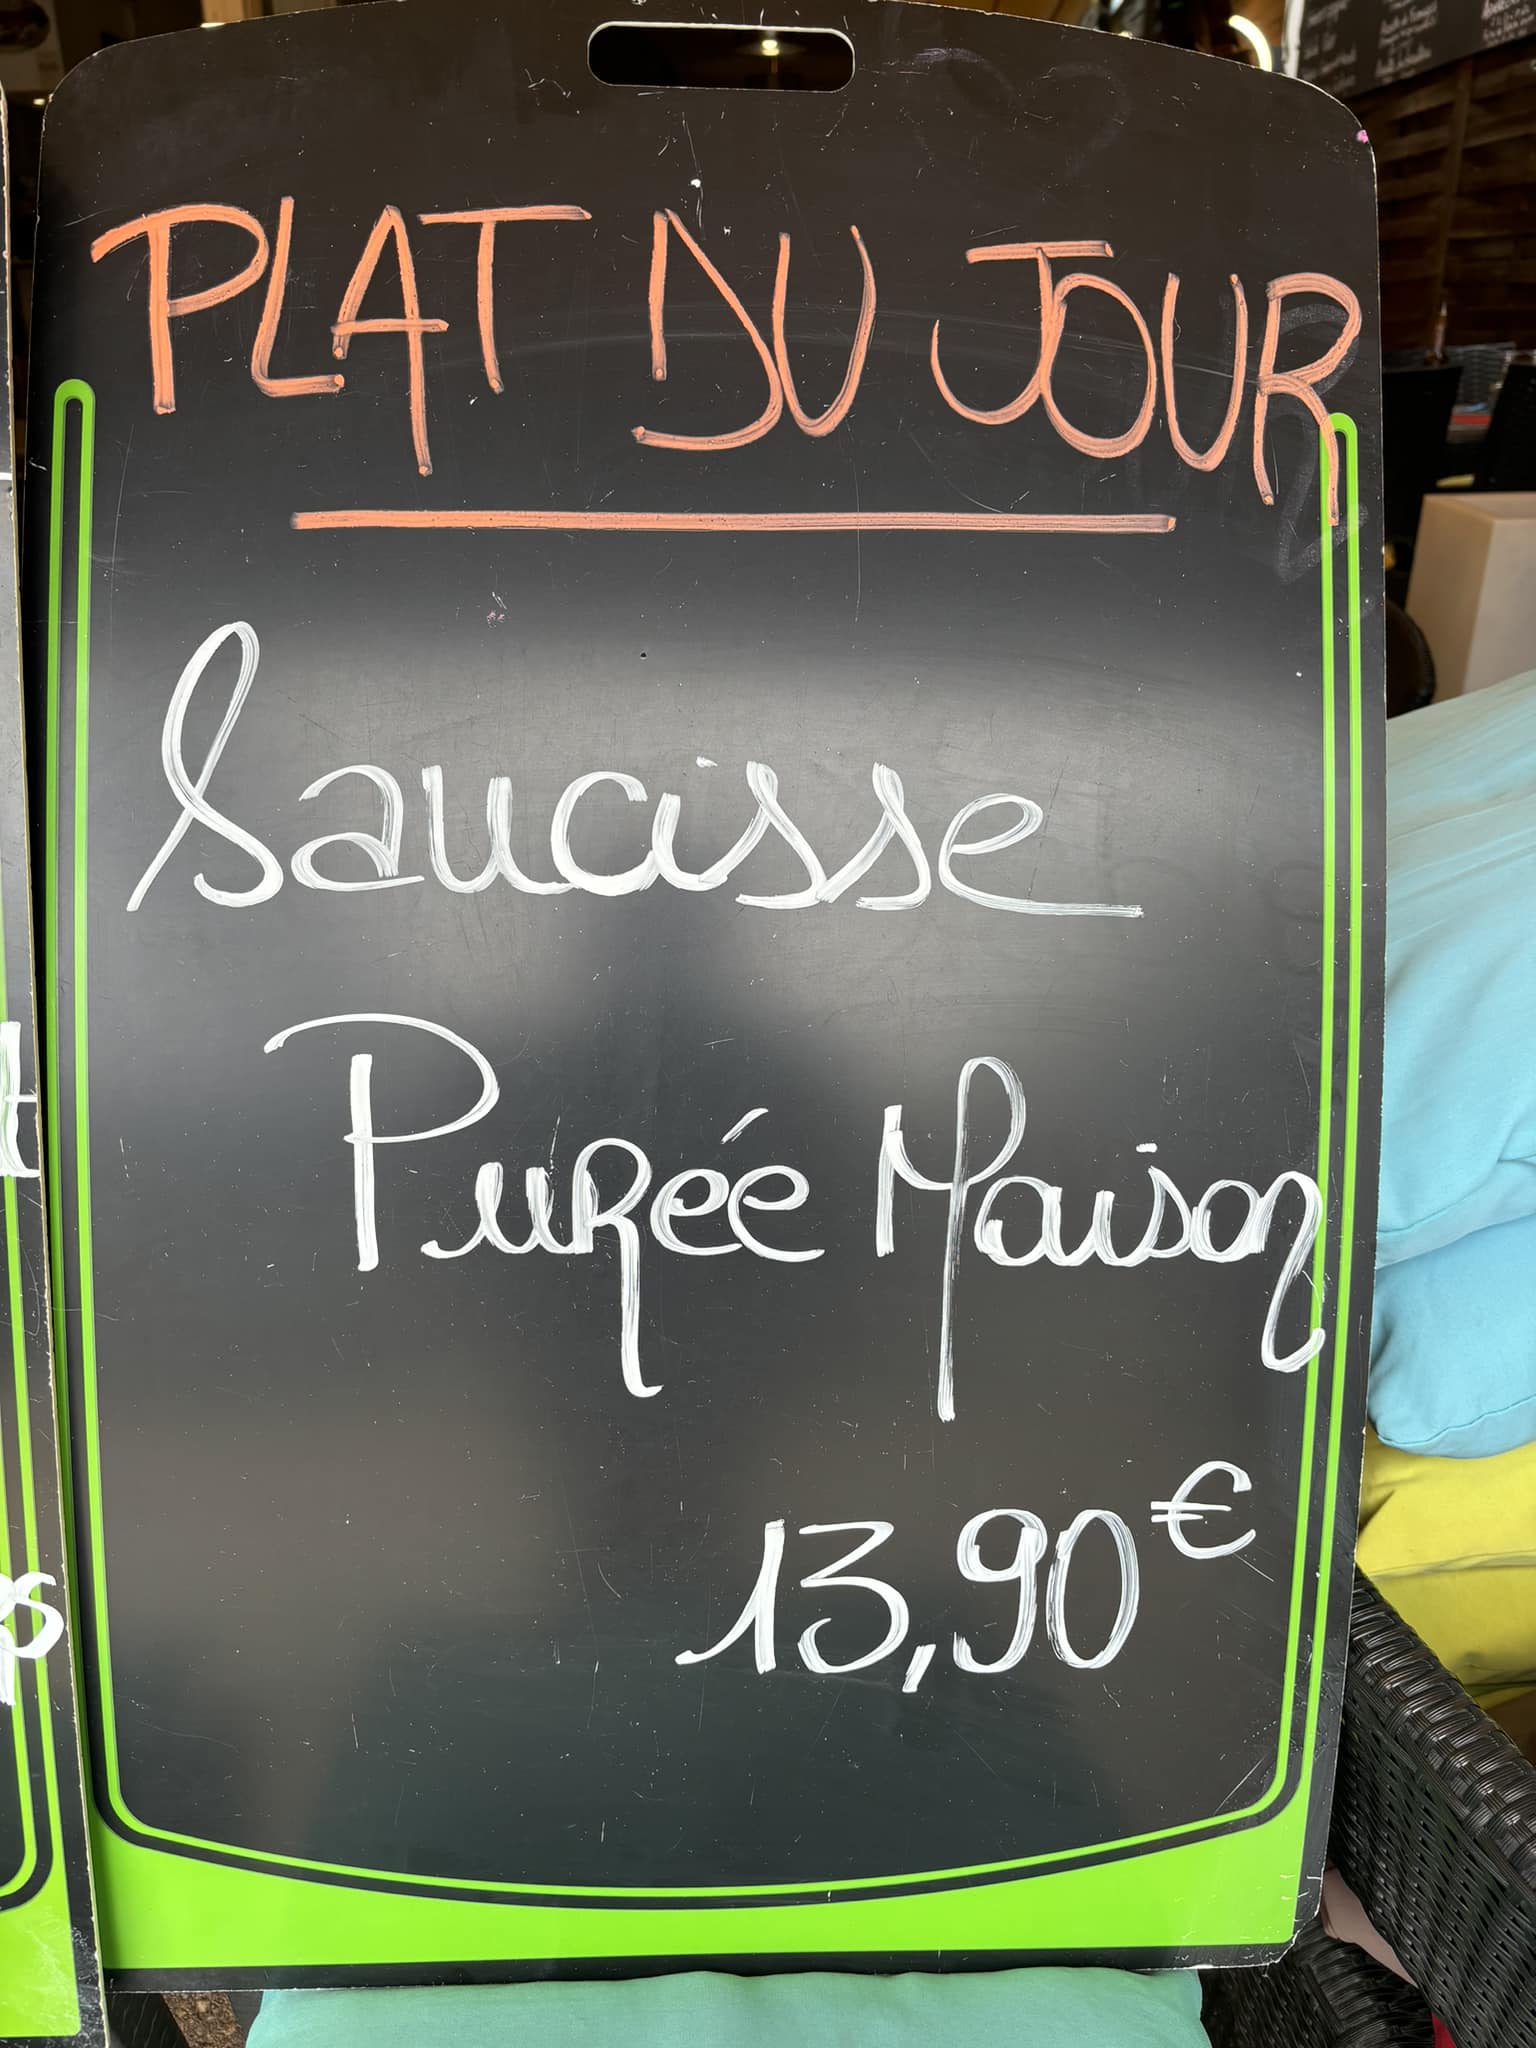 PLAT DU JOUR
Saucisse
Purée Maison
13,90€